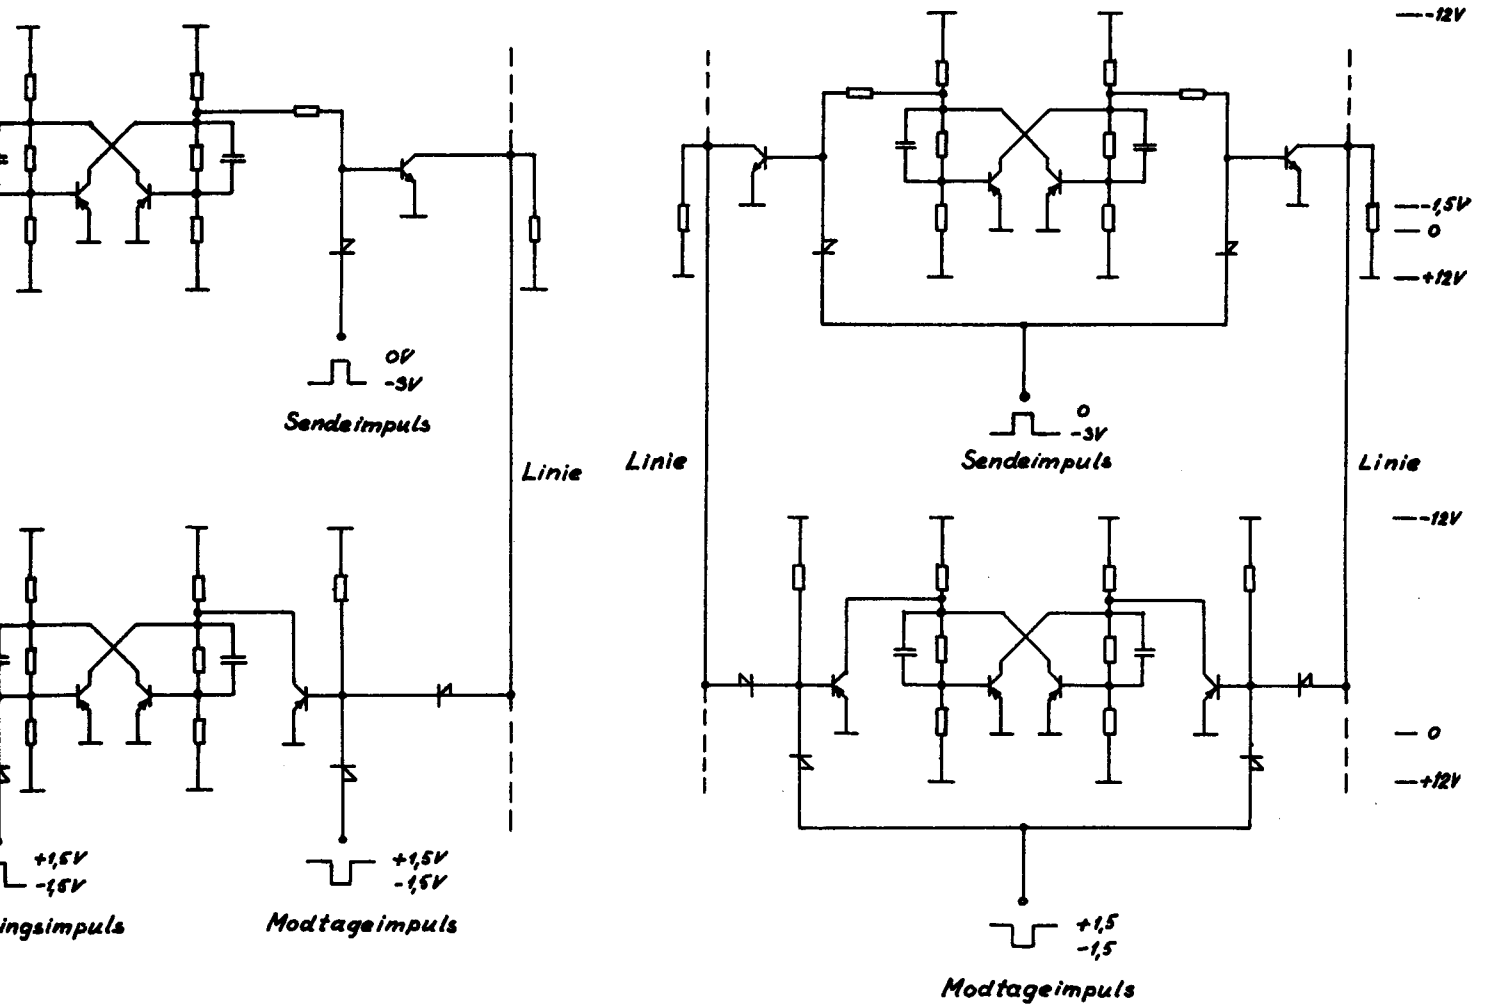 -12V
-1,5V
0
+12V
0V
-3V
Sendeimpuls
0
-3V
Sendeimpuls
Linie
Linie
Linie
-12V
0
+12V
+1,5V
-1,5V
ingsimpuls
+1,5V
-1,5V
Modtageimpuls
+1,5
-1,5
Modtageimpuls